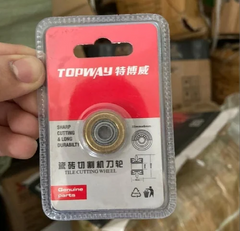 TOPWAY 特博威
SHARP
CUTTING
& LONG
DURABILTY
瓷砖切割机刀轮
TILE CUTTING WHEEL
Genuine
parts